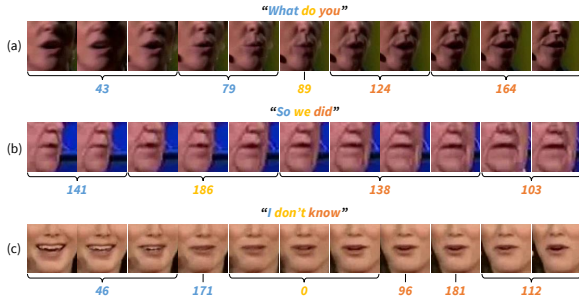 “What do you”
(a)
43 79 89 124 164
“So we did”
(b)
141 186 138 103
“I don't know”
(c)
46 171 0 96 181 112